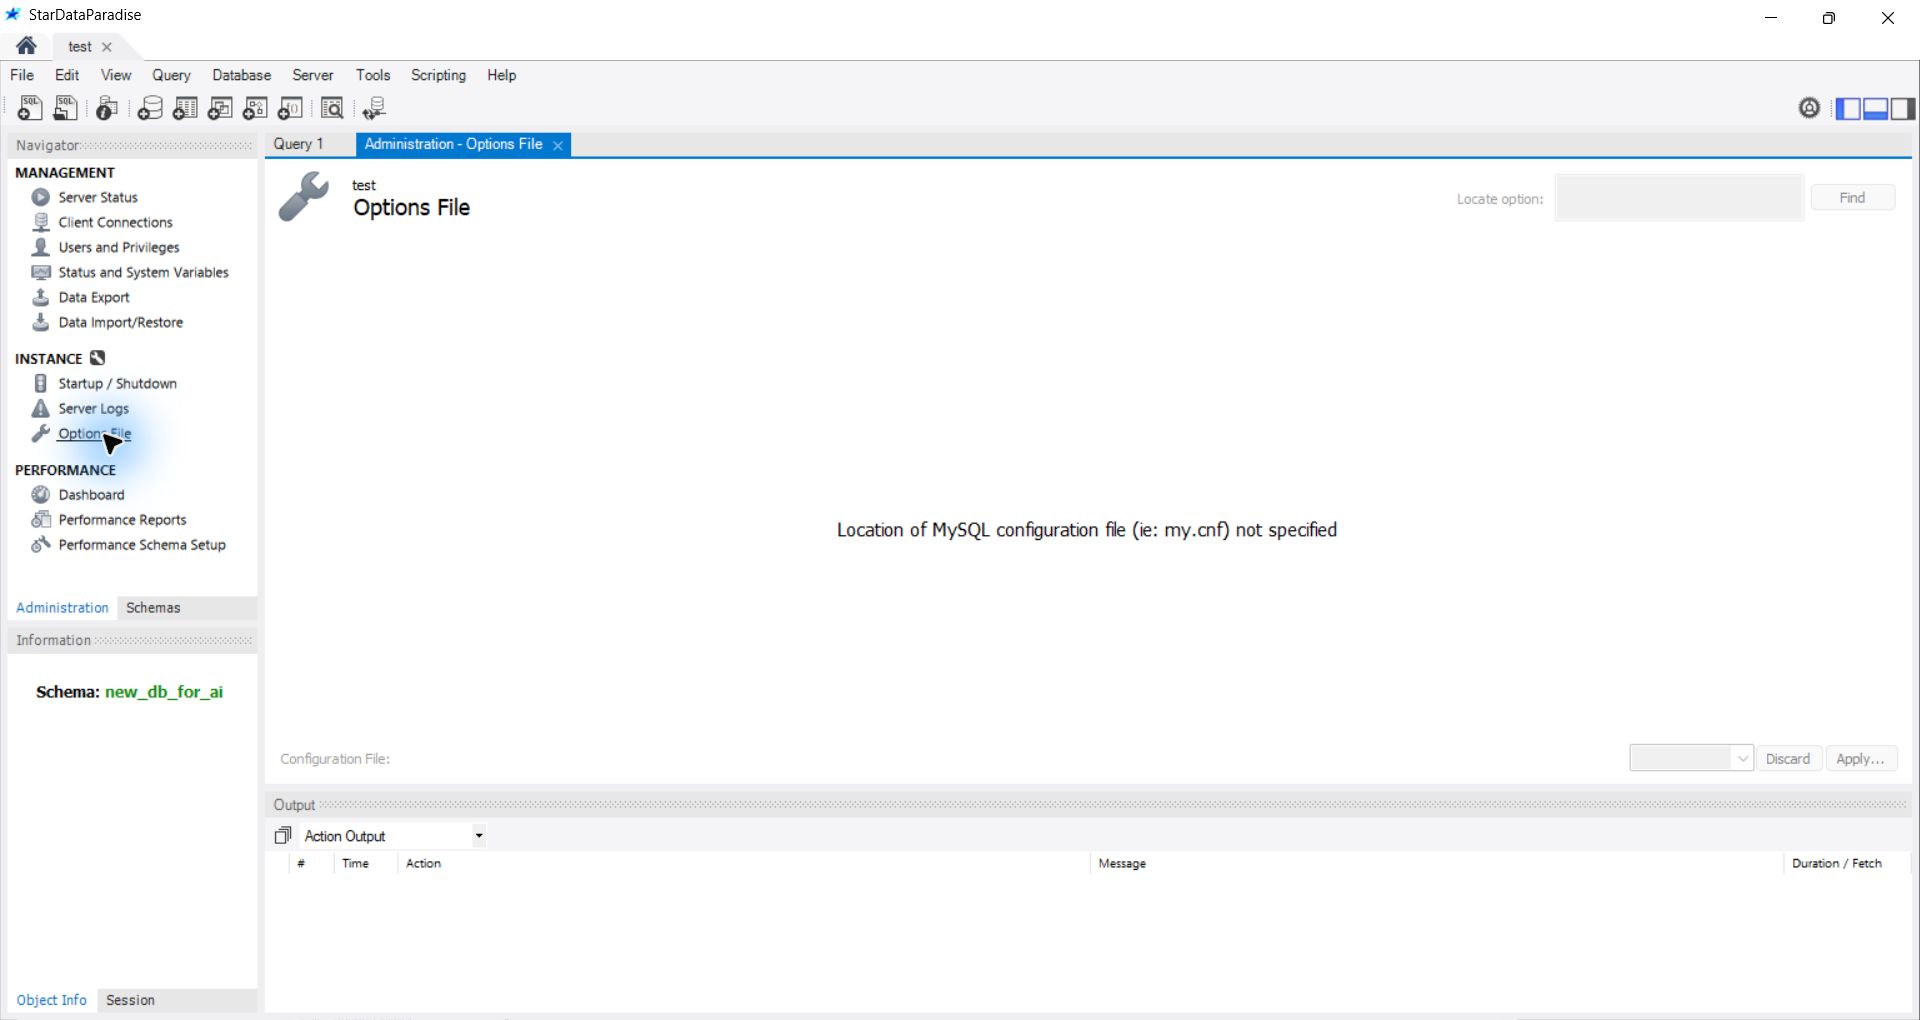 StarDataParadise
test
File Edit View Query Database Server Tools Scripting Help
Navigator
MANAGEMENT
Server Status
Client Connections
Users and Privileges
Status and System Variables
Data Export
Data Import/Restore
INSTANCE
Startup / Shutdown
Server Logs
Options File
PERFORMANCE
Dashboard
Performance Reports
Performance Schema Setup
Administration Schemas
Information
Schema: new_db_for_ai
Object Info Session
Query 1 Administration - Options File
test
Options File
Locate option: Find
Location of MySQL configuration file (ie: my.cnf) not specified
Configuration File: Discard Apply...
Output
Action Output
# Time Action Message Duration / Fetch